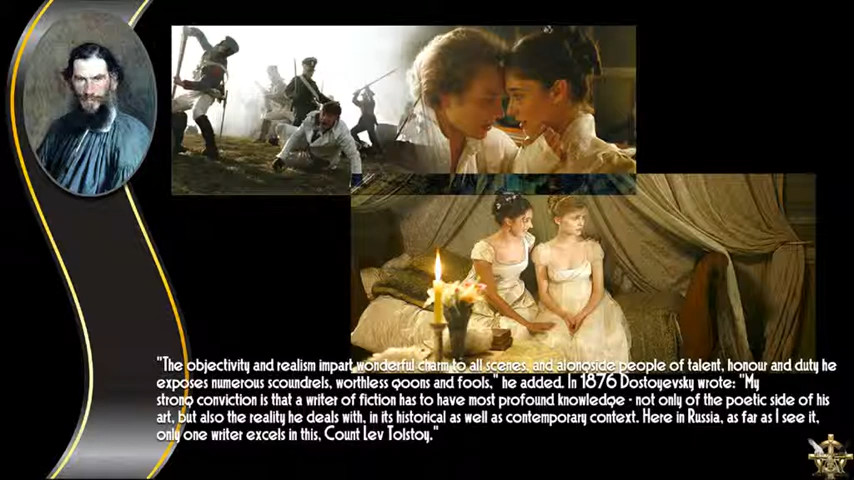 "The objectivity and realism impart wonderful charm to all scenes, and alongside people of talent, honour and duty he
exposes numerous scoundrels, worthless goons and fools," he added. In 1876 Dostoyevsky wrote: "My
strong conviction is that a writer of fiction has to have most profound knowledge - not only of the poetic side of his
art, but also the reality he deals with, in its historical as well as contemporary context. Here in Russia, as far as I see it,
only one writer excels in this, Count Lev Tolstoy."